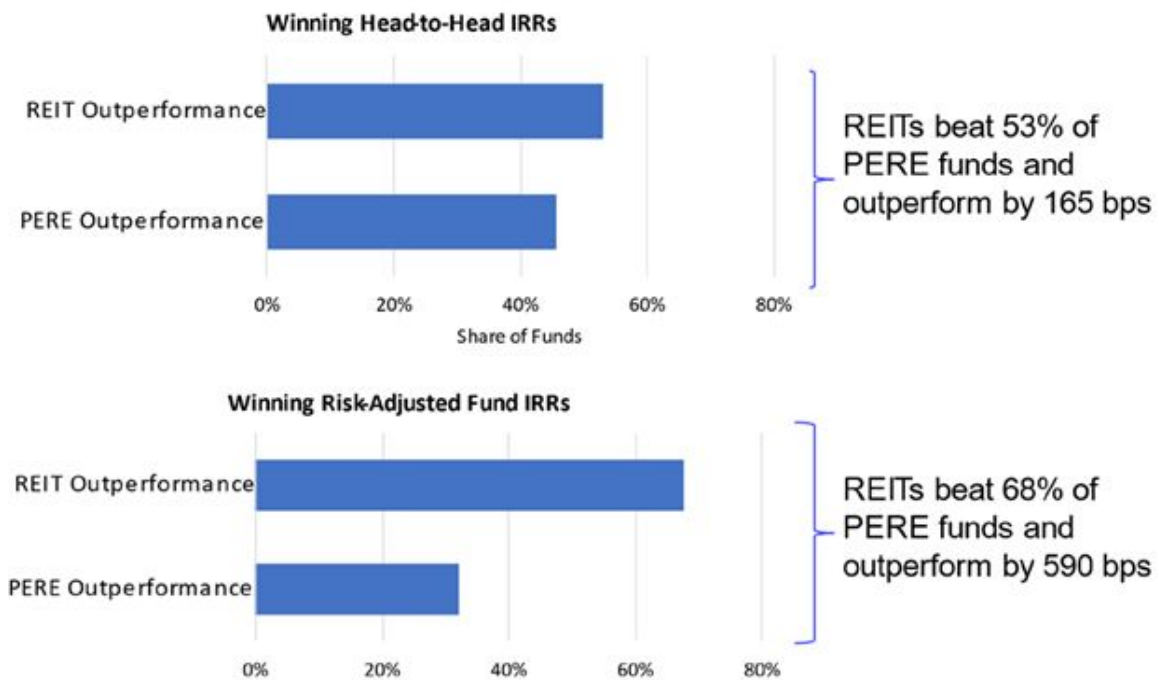 Winning Head-to-Head IRRs
REIT Outperformance
PERE Outperformance
0% 20% 40% 60% 80%
Share of Funds
REITs beat 53% of
PERE funds and
outperform by 165 bps
Winning Risk-Adjusted Fund IRRs
REIT Outperformance
PERE Outperformance
0% 20% 40% 60% 80%
REITs beat 68% of
PERE funds and
outperform by 590 bps